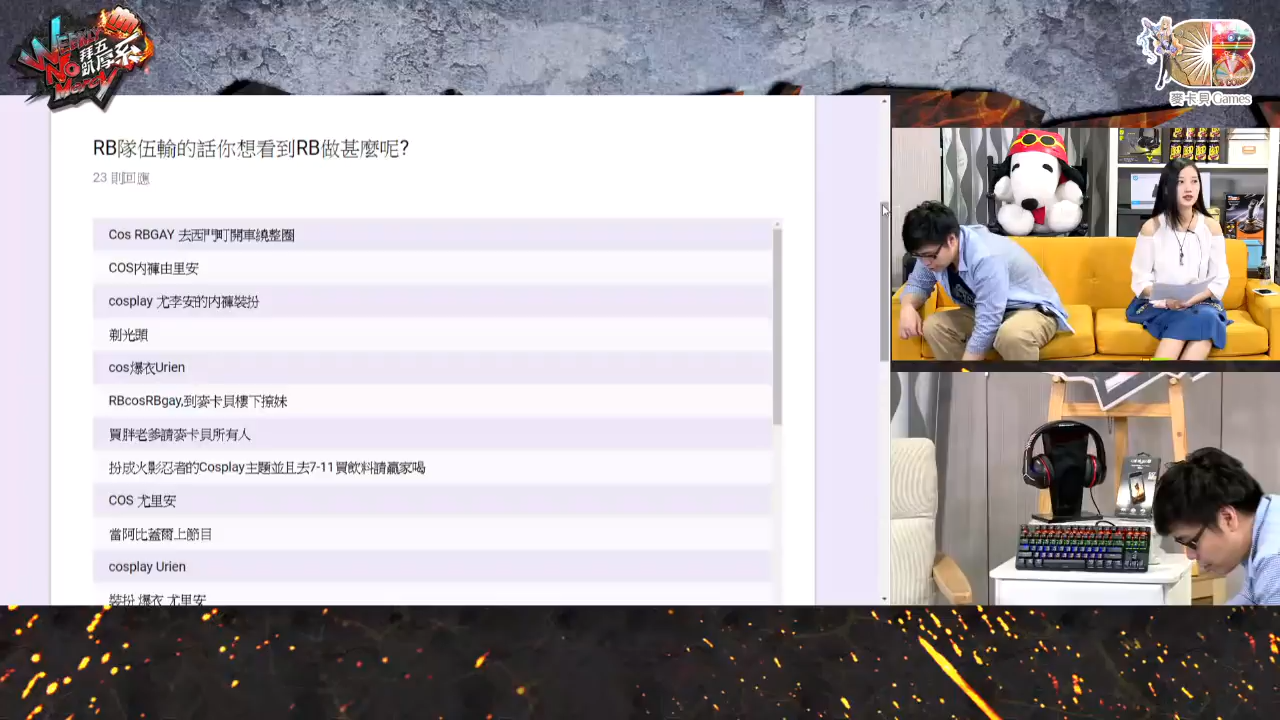 WEEKLY
NO
MERCY
拜五
趴序系
麥卡貝Games
RB隊伍輸的話你想看到RB做甚麼呢?
23 則回應
Cos RBGAY 去西門町開車繞整圈
COS內褲由里安
cosplay 尤李安的內褲裝扮
剃光頭
cos爆衣Urien
RBcosRBgay,到麥卡貝樓下撩妹
買胖老爹請麥卡貝所有人
扮成火影忍者的Cosplay主題並且去7-11買飲料請贏家喝
COS 尤里安
當阿比蓋爾上節目
cosplay Urien
裝扮 爆衣 尤里安